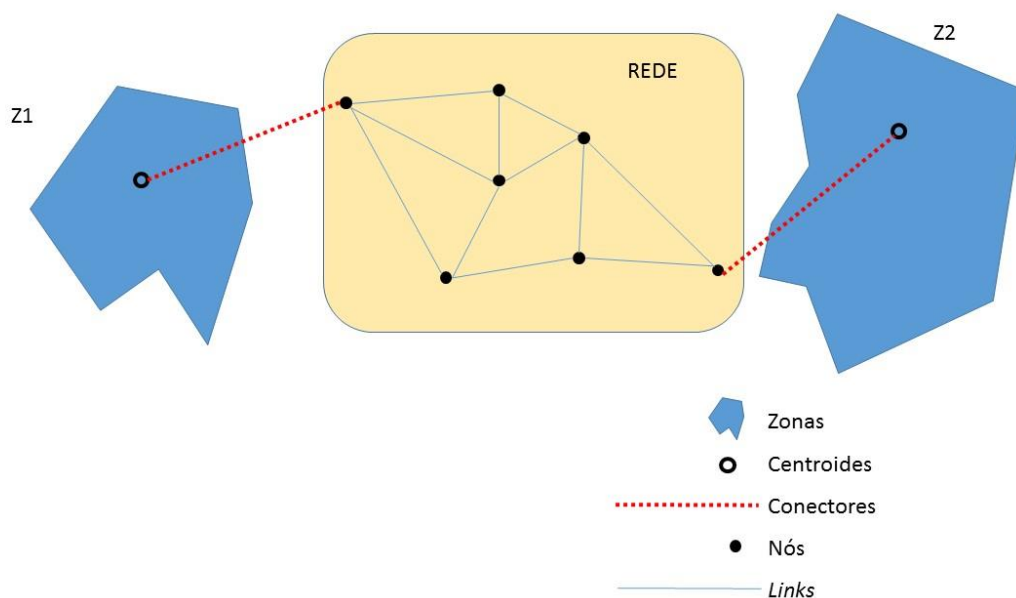 Z2
REDE
Z1
Zonas
Centroides
Conectores
Nós
Links